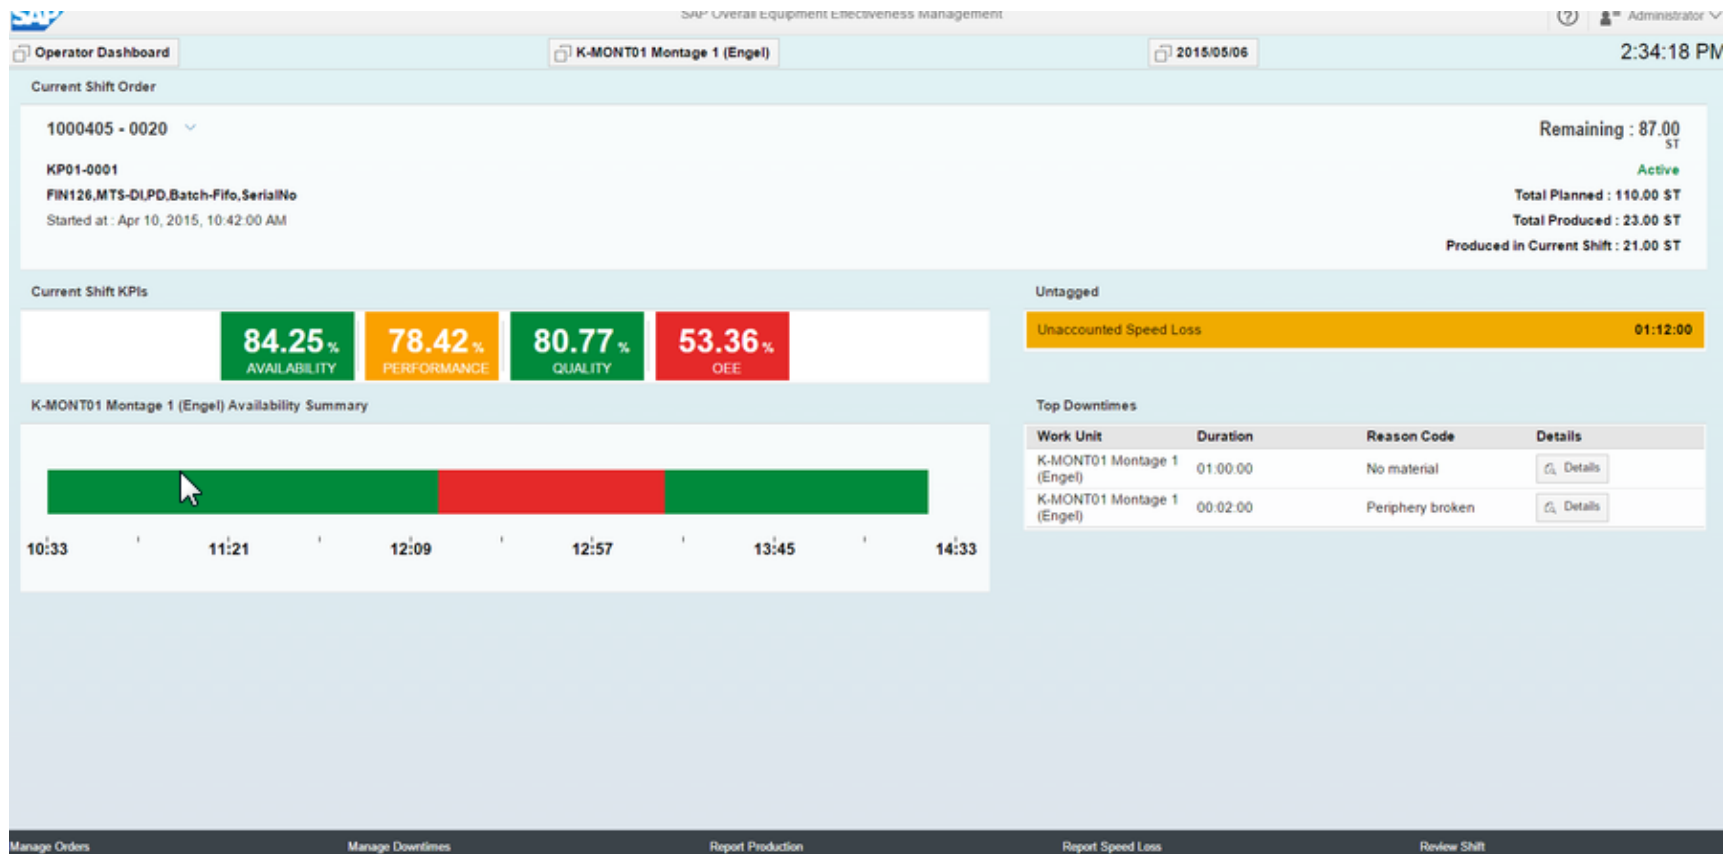 SAP
SAP Overall Equipment Effectiveness Management
Administrator
Operator Dashboard
K-MONT01 Montage 1 (Engel)
2015/05/06
2:34:18 PM
Current Shift Order
1000405 - 0020
Remaining : 87.00
ST
KP01-0001
Active
FIN126,MTS-DI,PD,Batch-Fifo,SerialNo
Total Planned : 110.00 ST
Started at : Apr 10, 2015, 10:42:00 AM
Total Produced : 23.00 ST
Produced in Current Shift : 21.00 ST
Current Shift KPIs
84.25 %
AVAILABILITY
78.42 %
PERFORMANCE
80.77 %
QUALITY
53.36 %
OEE
Untagged
Unaccounted Speed Loss 01:12:00
K-MONT01 Montage 1 (Engel) Availability Summary
10:33 11:21 12:09 12:57 13:45 14:33
Top Downtimes
Work Unit Duration Reason Code Details
K-MONT01 Montage 1
(Engel) 01:00:00 No material Details
K-MONT01 Montage 1
(Engel) 00:02:00 Periphery broken Details
Manage Orders Manage Downtimes Report Production Report Speed Loss Review Shift